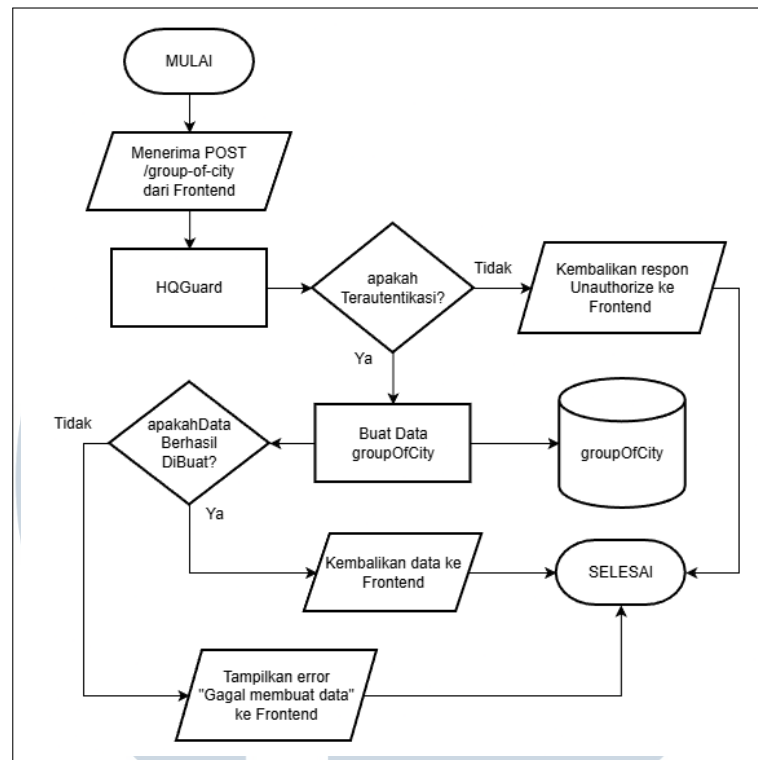 MULAI
Menerima POST
/group-of-city
dari Frontend
HQGuard
apakah
Terautentikasi?
Tidak
Kembalikan respon
Unauthorize ke
Frontend
Ya
Tidak
apakahData
Berhasil
DiBuat?
Buat Data
groupOfCity
groupOfCity
Ya
Kembalikan data ke
Frontend
SELESAI
Tampilkan error
"Gagal membuat data"
ke Frontend